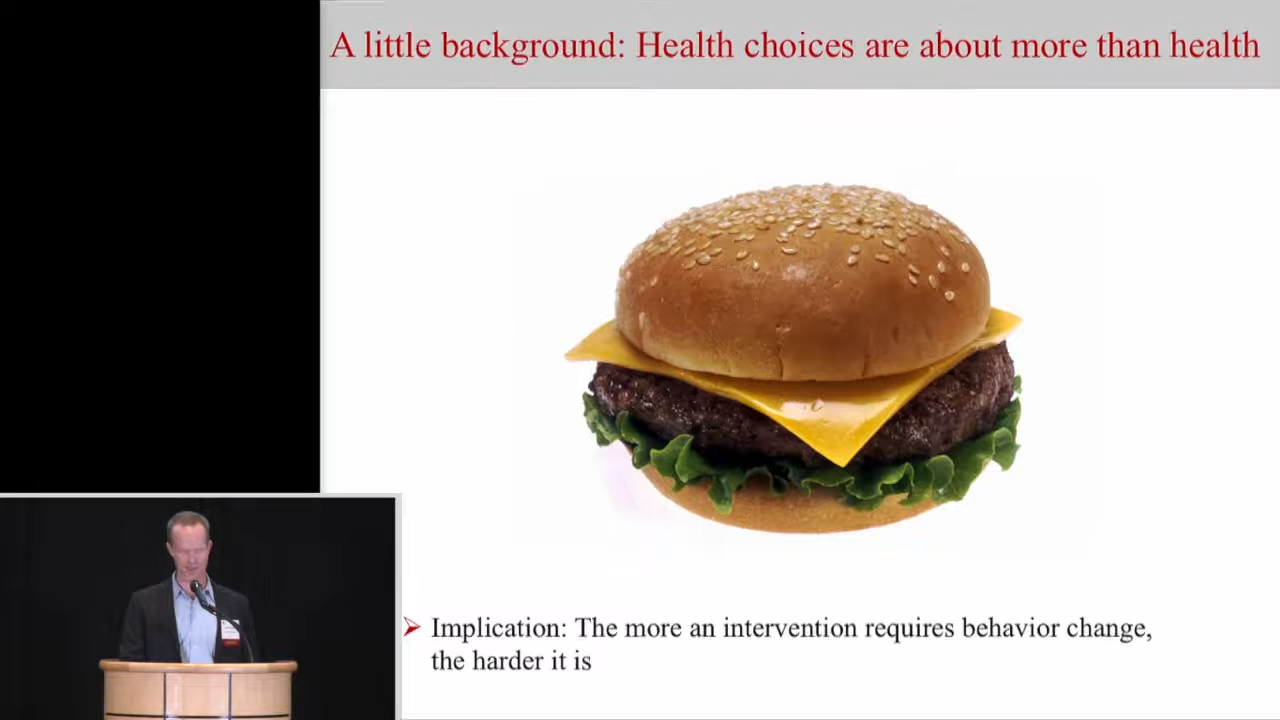 A little background: Health choices are about more than health
Implication: The more an intervention requires behavior change,
the harder it is